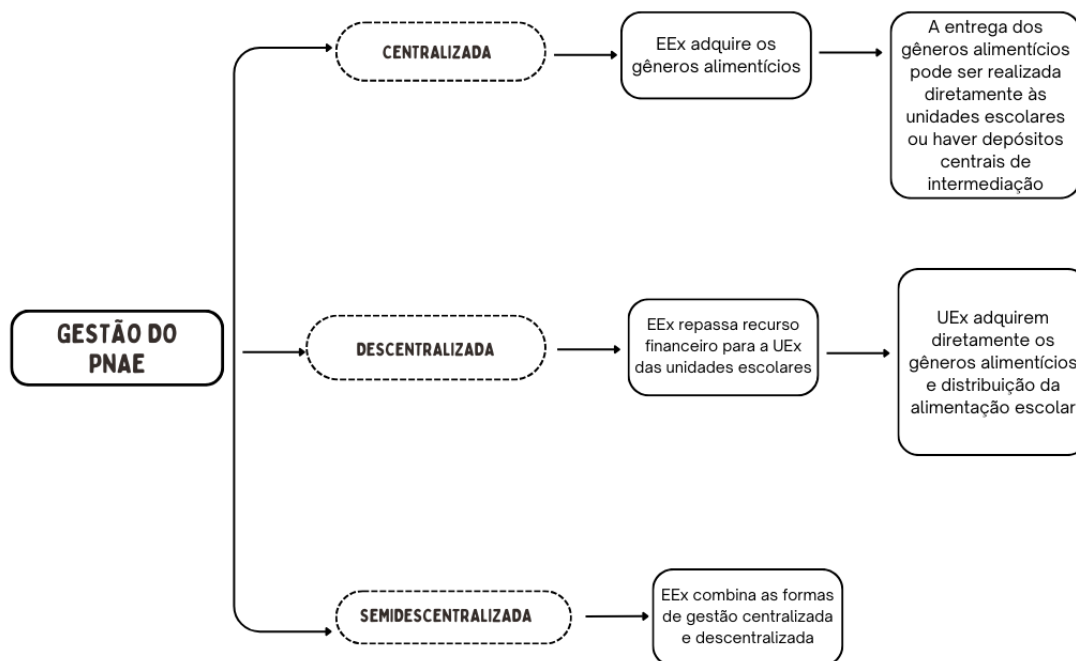 CENTRALIZADA
EEx adquire os
gêneros alimentícios
A entrega dos
gêneros alimentícios
pode ser realizada
diretamente às
unidades escolares
ou haver depósitos
centrais de
intermediação
GESTÃO DO
PNAE
DESCENTRALIZADA
EEx repassa recurso
financeiro para a UEx
das unidades escolares
UEx adquirem
diretamente os
gêneros alimentícios
e distribuição da
alimentação escolar
SEMIDESCENTRALIZADA
EEx combina as formas
de gestão centralizada
e descentralizada